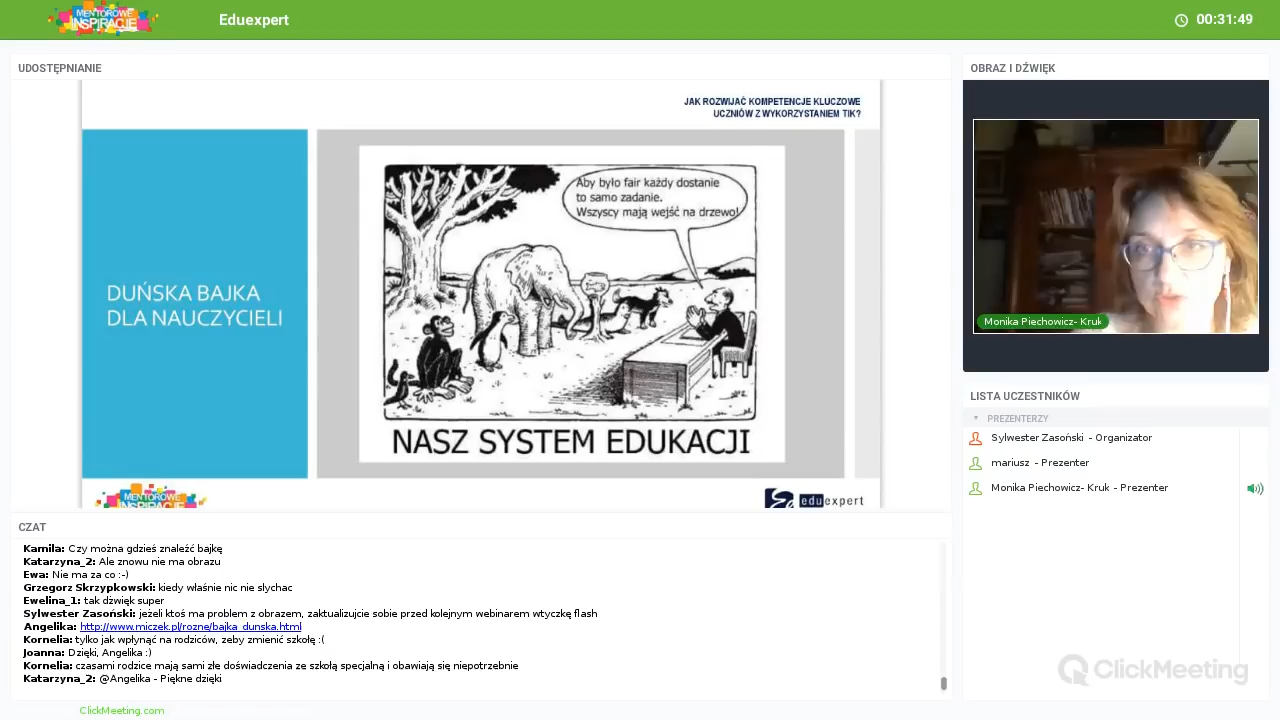 MENTOROWE
INSPIRACJE
Eduexpert
00:31:49
UDOSTĘPNIANIE
JAK ROZWIJAĆ KOMPETENCJE KLUCZOWE
UCZNIÓW Z WYKORZYSTANIEM TIK?
DUŃSKA BAJKA
DLA NAUCZYCIELI
Aby było fair każdy dostanie
to samo zadanie.
Wszyscy mają wejść na drzewo!
NASZ SYSTEM EDUKACJI
MENTOROWE
INSPIRACJE
eduexpert
CZAT
Kamila: Czy można gdzieś znaleźć bajkę
Katarzyna_2: Ale znowu nie ma obrazu
Ewa: Nie ma za co :-)
Grzegorz Skrzypkowski: kiedy właśnie nic nie slychac
Ewelina_1: tak dźwięk super
Sylwester Zasoński: jeżeli ktoś ma problem z obrazem, zaktualizujcie sobie przed kolejnym webinarem wtyczkę flash
Angelika: http://www.miczek.pl/rozne/bajka_dunska.html
Kornelia: tylko jak wpłynąć na rodziców, zeby zmienić szkołę :(
Joanna: Dzięki, Angelika :)
Kornelia: czasami rodzice mają sami złe doświadczenia ze szkołą specjalną i obawiają się niepotrzebnie
Katarzyna_2: @Angelika - Piękne dzięki
ClickMeeting.com
OBRAZ I DŹWIĘK
Monika Piechowicz- Kruk
LISTA UCZESTNIKÓW
PREZENTERZY
Sylwester Zasoński - Organizator
mariusz - Prezenter
Monika Piechowicz- Kruk - Prezenter
ClickMeeting